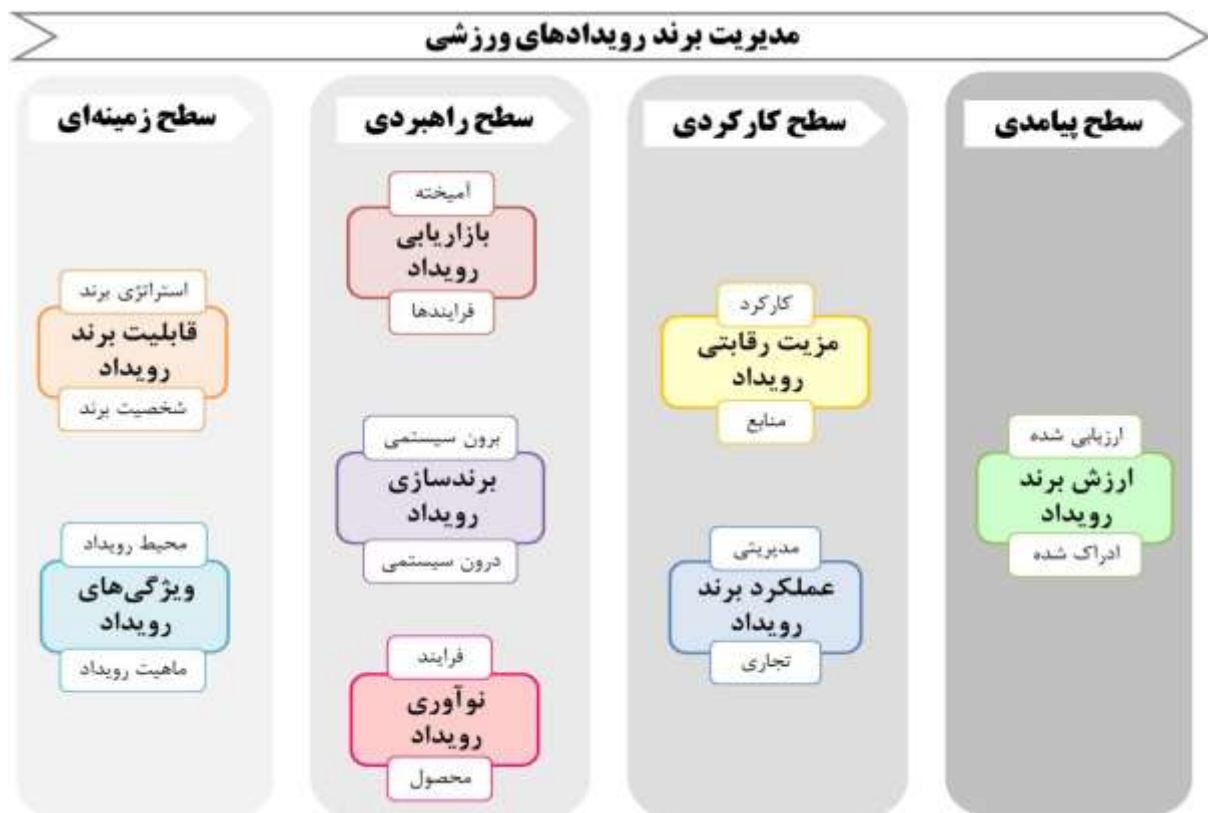 مدیریت برند رویدادهای ورزشی
سطح زمینه‌ای
استراتژی برند
قابلیت برند
رویداد
شخصیت برند
محیط رویداد
ویژگی‌های
رویداد
ماهیت رویداد
سطح راهبردی
آمیخته
بازاریابی
رویداد
فرایندها
برون سیستمی
برندسازی
رویداد
درون سیستمی
فرایند
نوآوری
رویداد
محصول
سطح کارکردی
کارکرد
مزیت رقابتی
رویداد
منابع
مدیریتی
عملکرد برند
رویداد
تجاری
سطح پیامدی
ارزیابی شده
ارزش برند
رویداد
ادراک شده